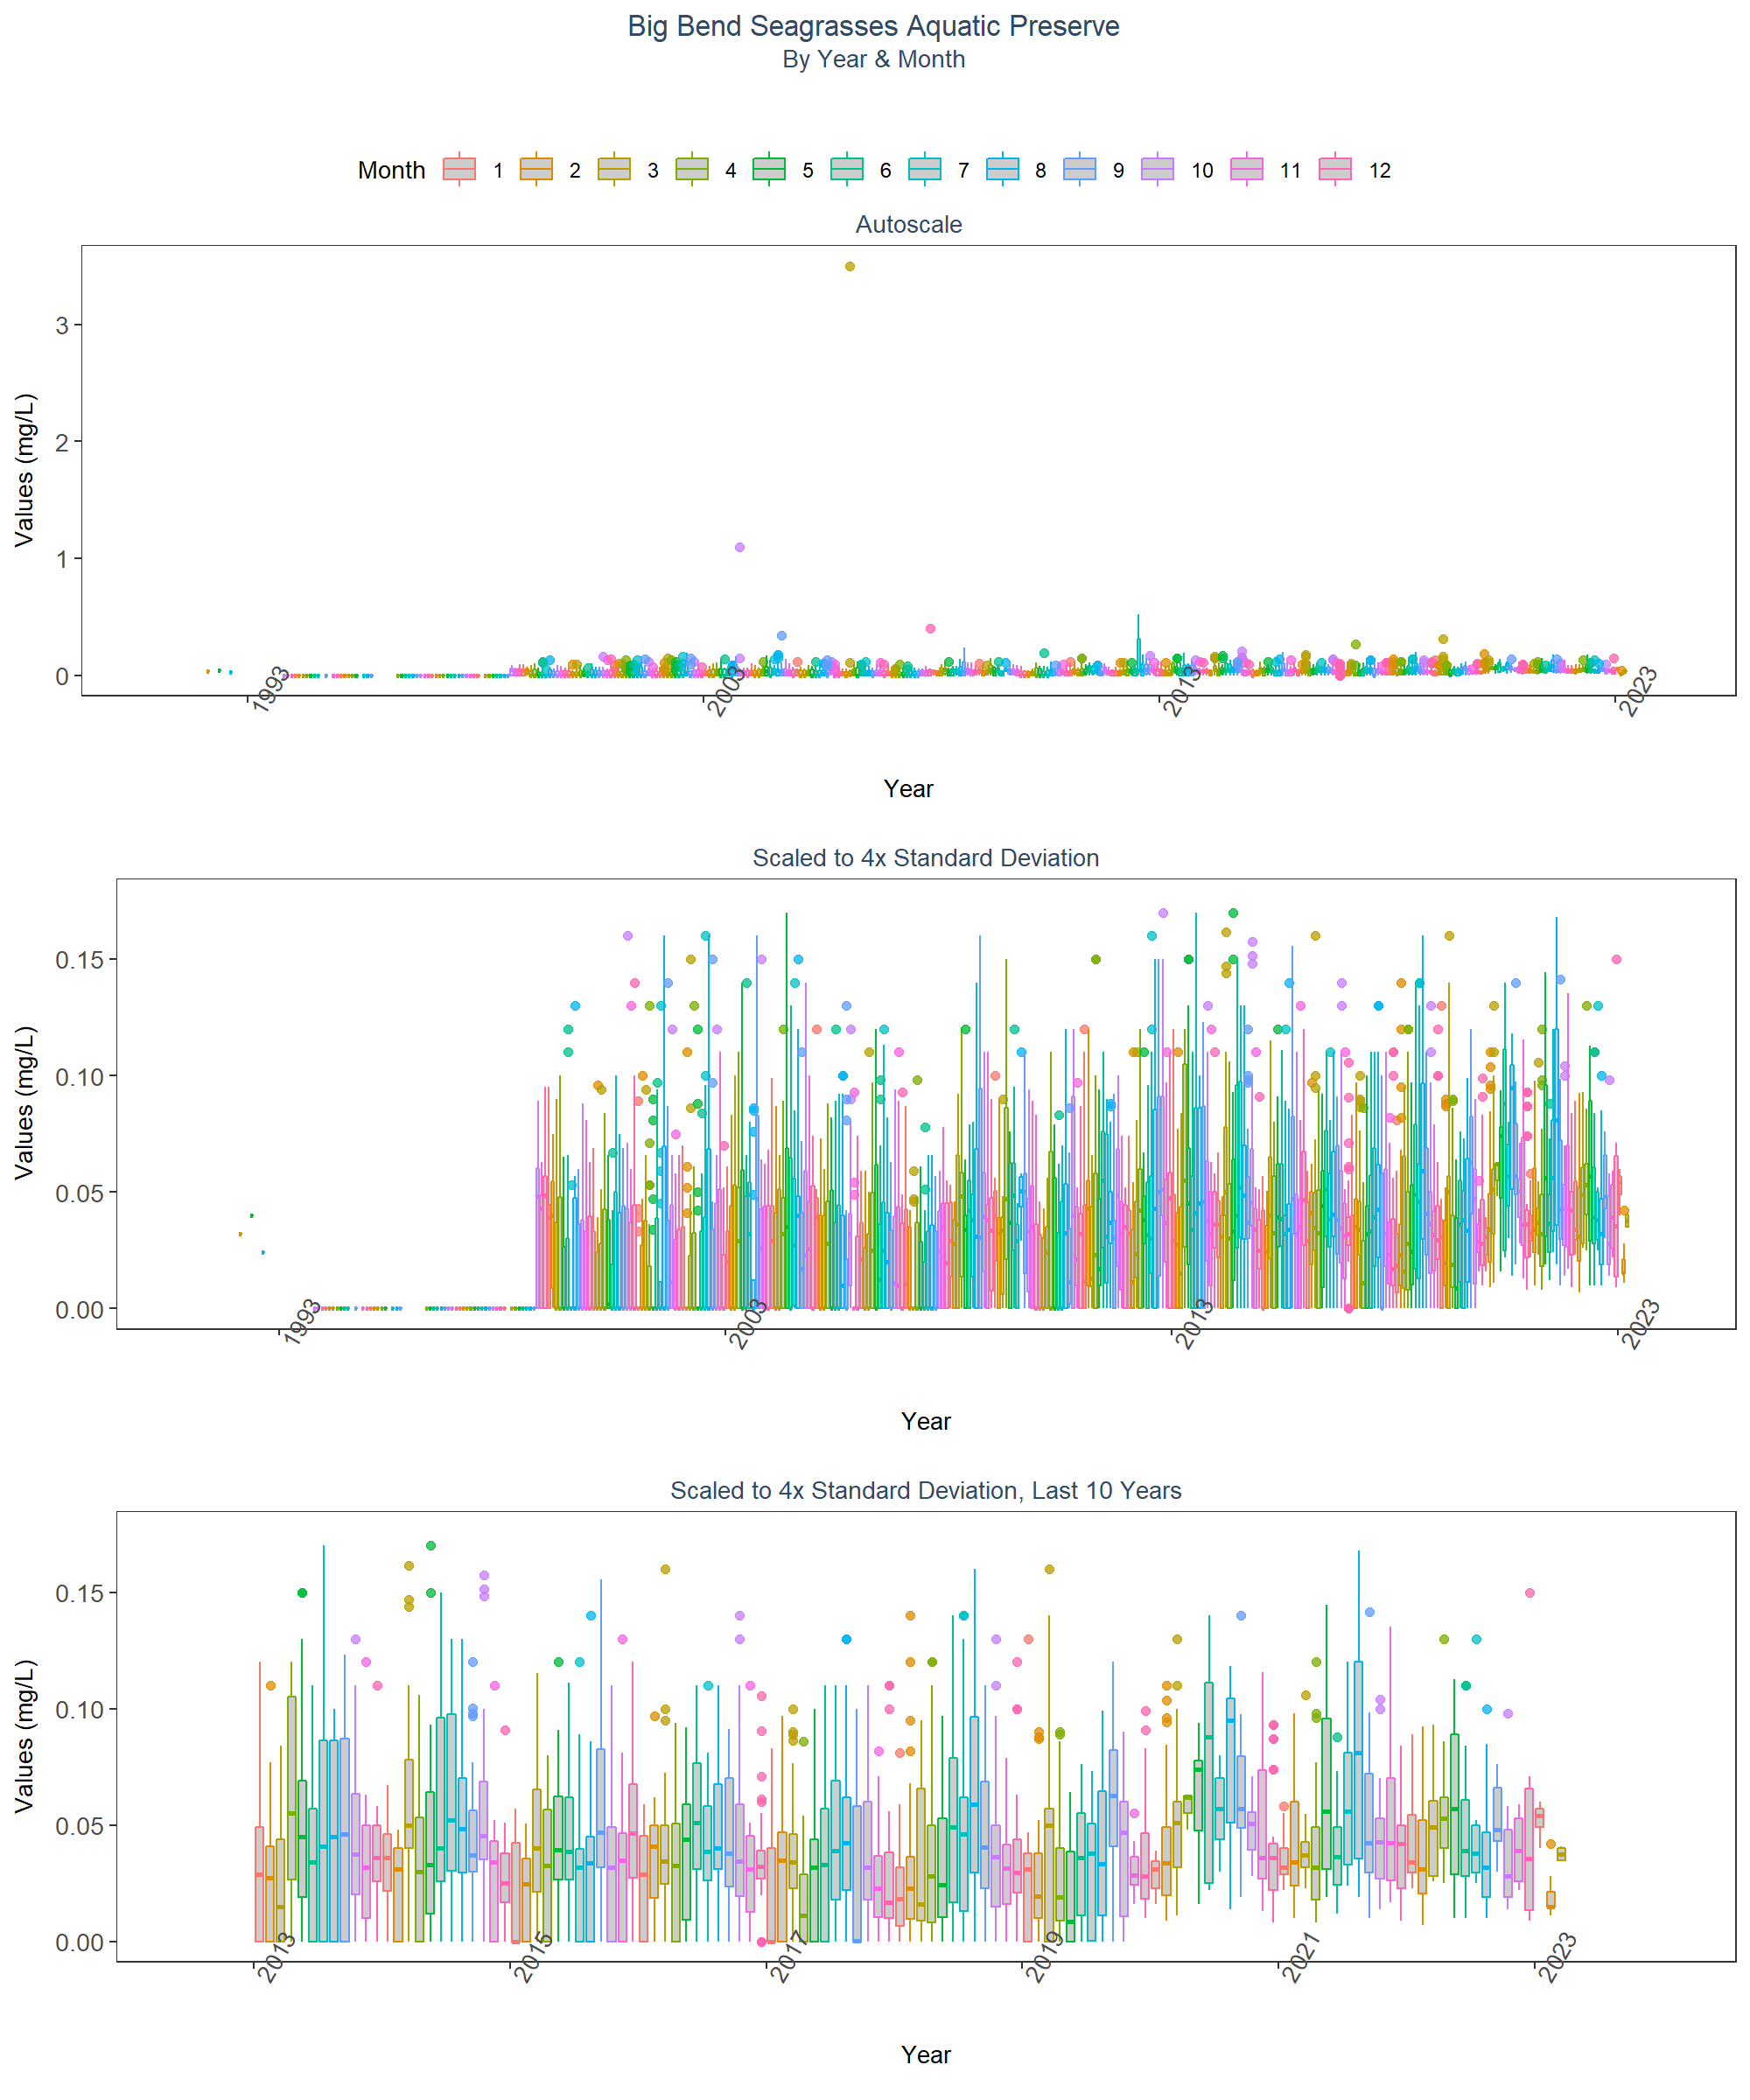 Big Bend Seagrasses Aquatic Preserve
By Year & Month
Month 1 2 3 4 5 6 7 8 9 10 11 12
Autoscale
Values (mg/L)
3
2
1
0
1993 2003 2013 2023
Year
Scaled to 4x Standard Deviation
Values (mg/L)
0.15
0.10
0.05
0.00
1993 2003 2013 2023
Year
Scaled to 4x Standard Deviation, Last 10 Years
Values (mg/L)
0.15
0.10
0.05
0.00
2013 2015 2017 2019 2021 2023
Year